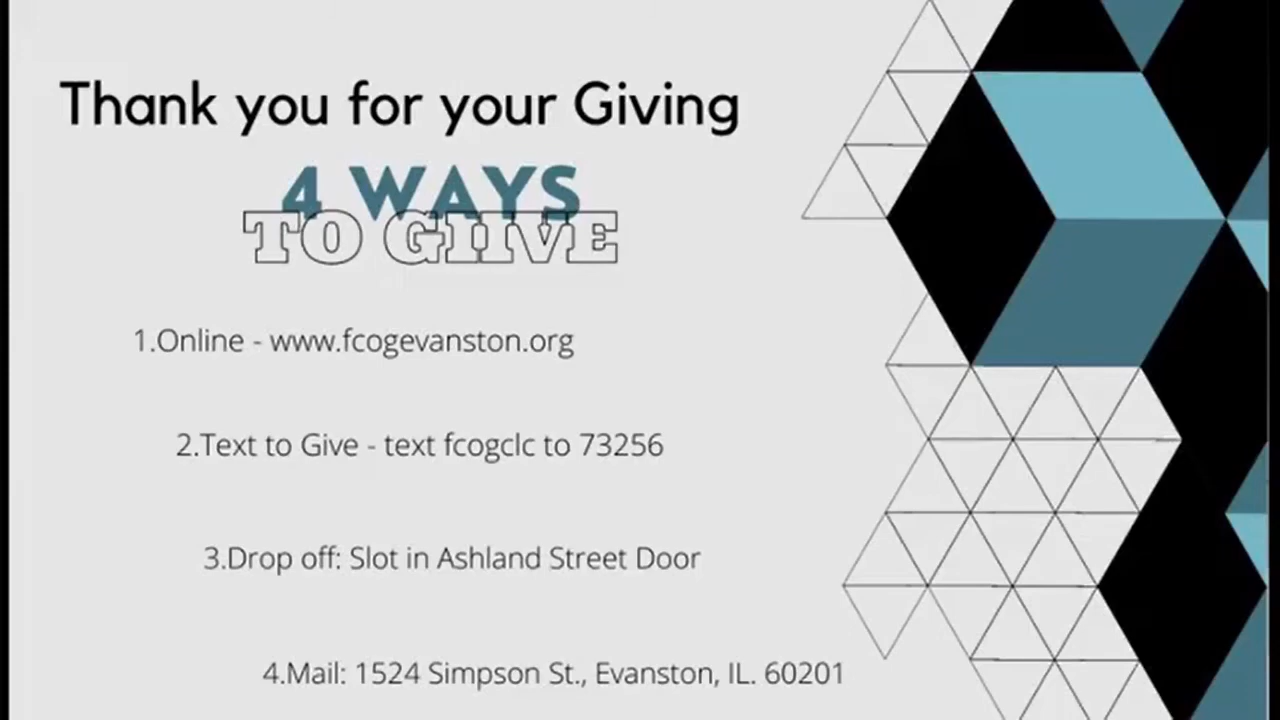 Thank you for your Giving
4 WAYS
TO GIIVE
1.Online - www.fcogevanston.org
2.Text to Give - text fcogclc to 73256
3.Drop off: Slot in Ashland Street Door
4.Mail: 1524 Simpson St., Evanston, IL. 60201